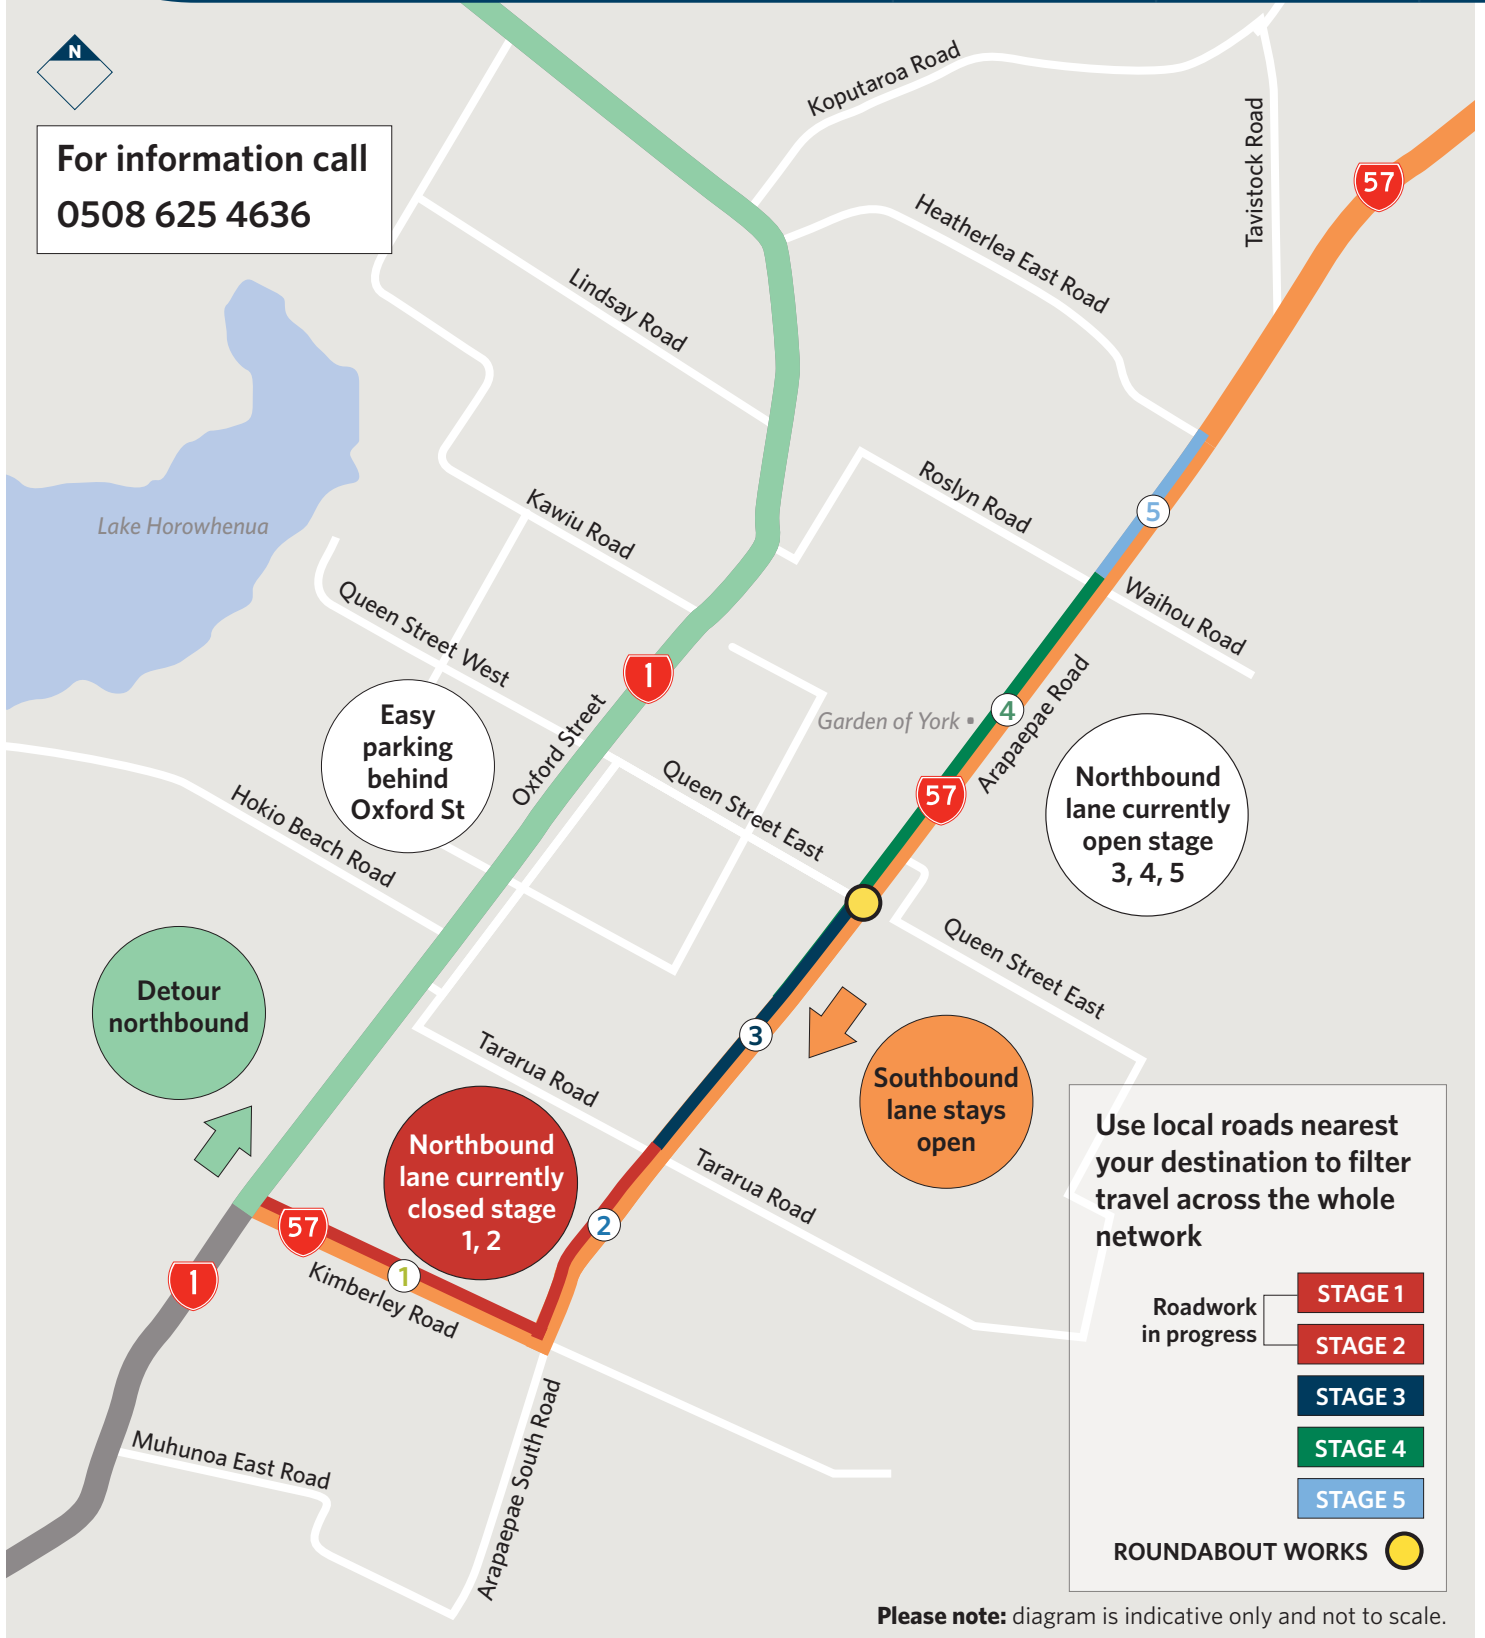 N
For information call
0508 625 4636
Koputaroa Road
Tavistock Road
57
Heatherlea East Road
Lindsay Road
Roslyn Road
5
Kawiu Road
Lake Horowhenua
Waihou Road
Queen Street West
1
4
Garden of York
Arapaepae Road
Easy
parking
behind
Oxford St
Oxford Street
Queen Street East
57
Northbound
lane currently
open stage
3, 4, 5
Hokio Beach Road
Queen Street East
Detour
northbound
3
Tararua Road
Southbound
lane stays
open
Northbound
lane currently
closed stage
1, 2
Tararua Road
2
57
1
Kimberley Road
1
Use local roads nearest
your destination to filter
travel across the whole
network
Roadwork
in progress
STAGE 1
STAGE 2
STAGE 3
STAGE 4
STAGE 5
ROUNDABOUT WORKS
Muhunoa East Road
Arapaepae South Road
Please note: diagram is indicative only and not to scale.